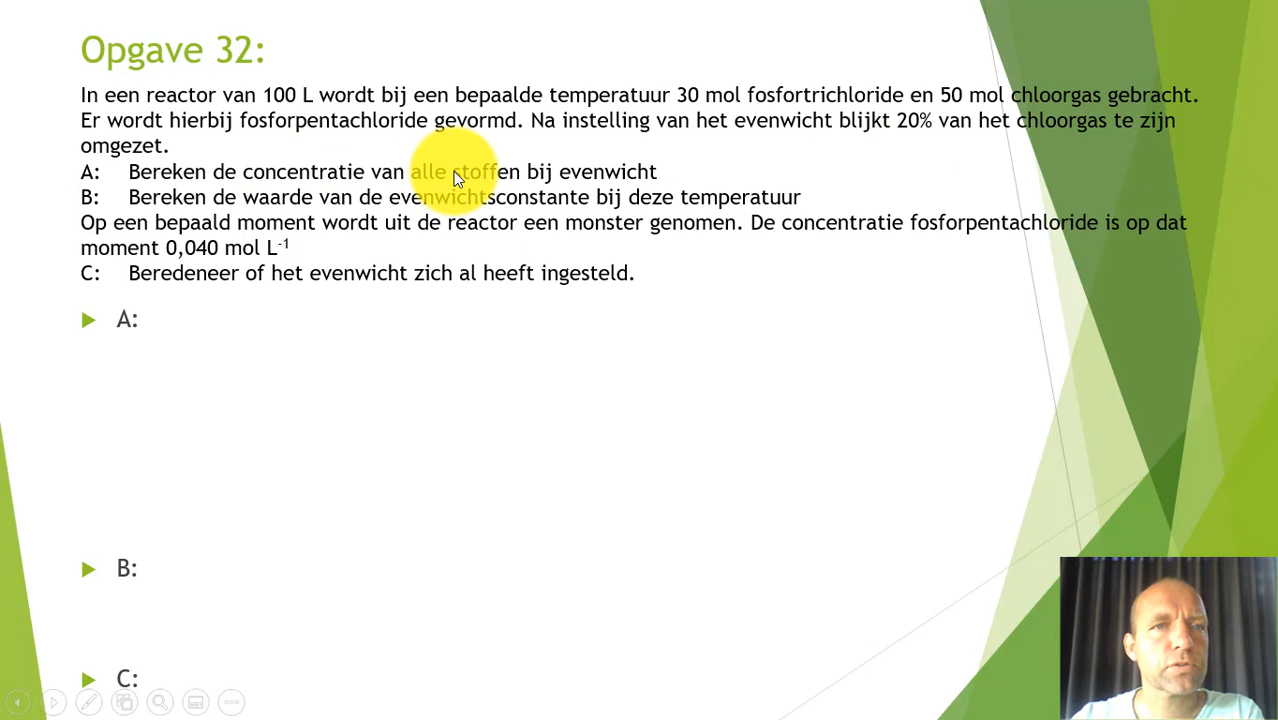 Opgave 32:
In een reactor van 100 L wordt bij een bepaalde temperatuur 30 mol fosfortrichloride en 50 mol chloorgas gebracht.
Er wordt hierbij fosforpentachloride gevormd. Na instelling van het evenwicht blijkt 20% van het chloorgas te zijn
omgezet.
A: Bereken de concentratie van alle stoffen bij evenwicht
B: Bereken de waarde van de evenwichtsconstante bij deze temperatuur
Op een bepaald moment wordt uit de reactor een monster genomen. De concentratie fosforpentachloride is op dat
moment 0,040 mol L⁻¹
C: Beredeneer of het evenwicht zich al heeft ingesteld.
A:
B:
C: